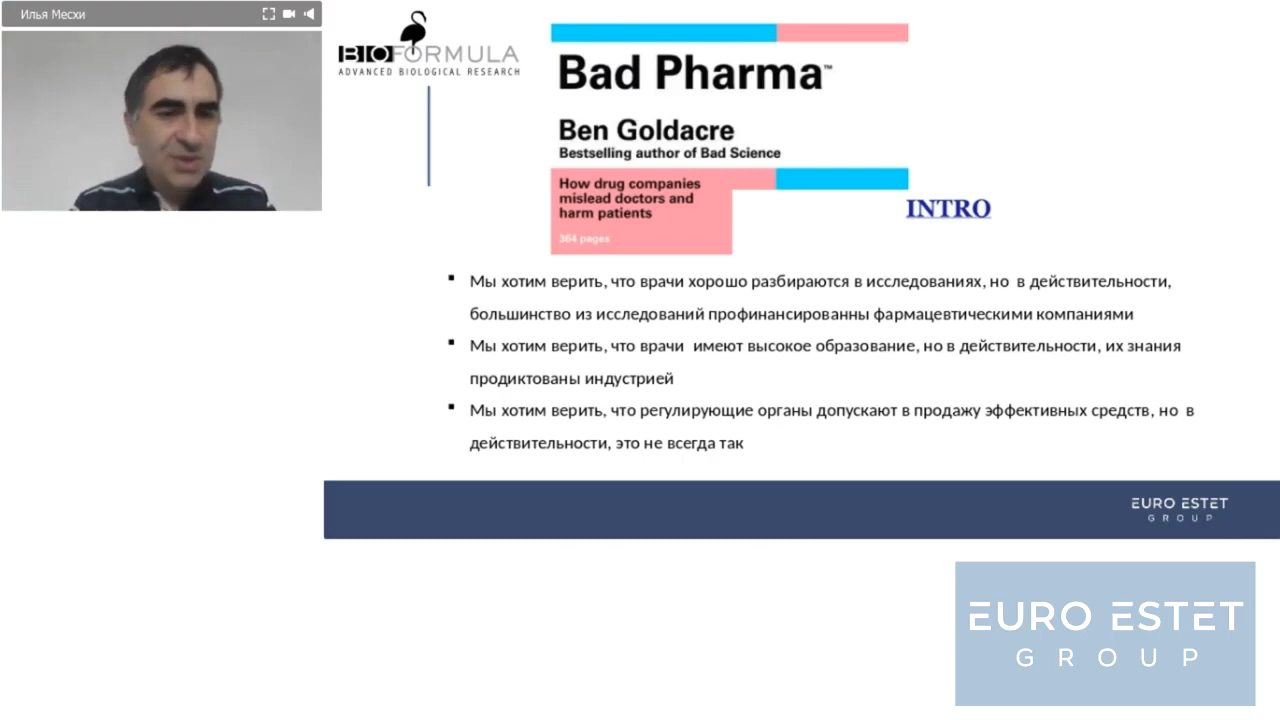 Илья Месхи
BIOFORMULA
ADVANCED BIOLOGICAL RESEARCH
Bad Pharma™
Ben Goldacre
Bestselling author of Bad Science
How drug companies
mislead doctors and
harm patients
364 pages
INTRO
Мы хотим верить, что врачи хорошо разбираются в исследованиях, но в действительности,
большинство из исследований профинансированны фармацевтическими компаниями
Мы хотим верить, что врачи имеют высокое образование, но в действительности, их знания
продиктованы индустрией
Мы хотим верить, что регулирующие органы допускают в продажу эффективных средств, но в
действительности, это не всегда так
EURO ESTET
GROUP
EURO ESTET
GROUP